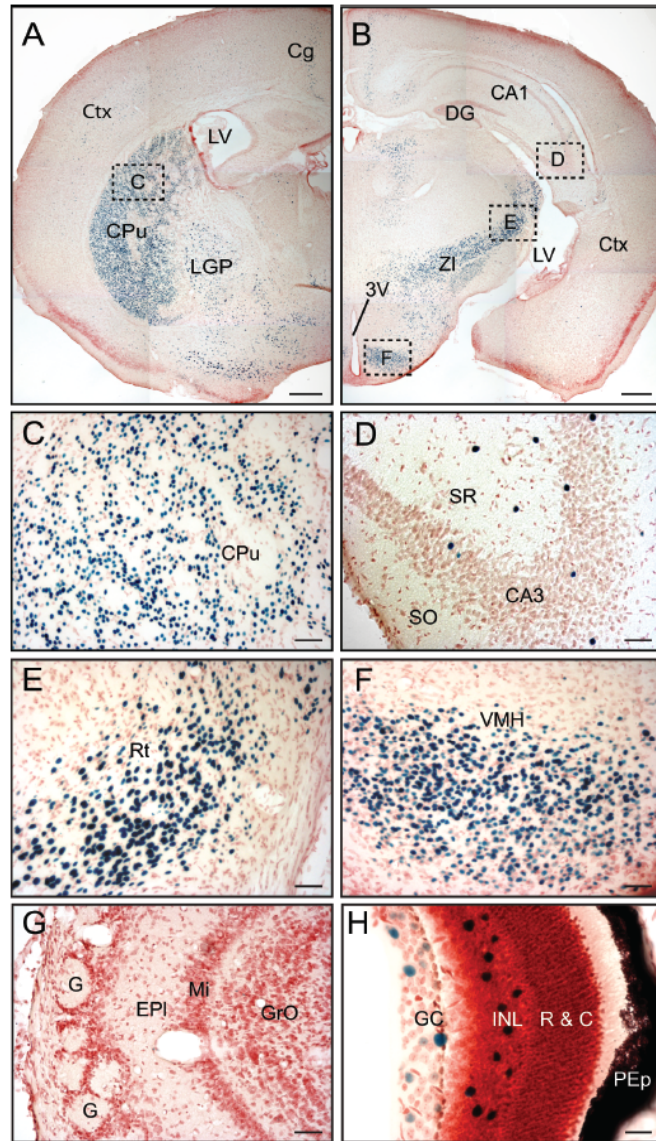 A
Cg
Ctx
LV
C
CPu
LGP
B
CA1
DG
D
E
Ctx
ZI
LV
3V
F
C
CPu
D
SR
CA3
SO
E
Rt
F
VMH
G
G
EPl
Mi
GrO
G
H
GC
INL
R & C
PEp